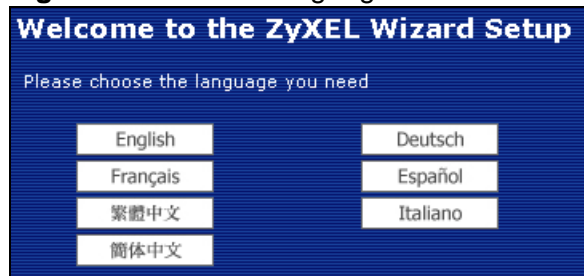 Welcome to the ZyXEL Wizard Setup
Please choose the language you need
English
Deutsch
Français
Español
繁體中文
Italiano
簡体中文